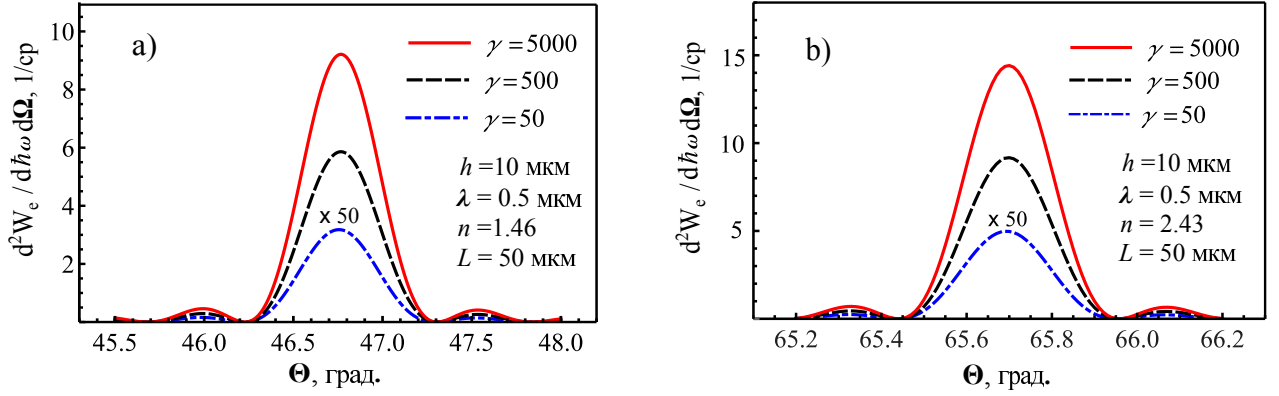 a)
d²Wₑ / dħω dΩ, 1/ср
10
8
6
4
2
γ = 5000
γ = 500
γ = 50
x 50
h = 10 мкм
λ = 0.5 мкм
n = 1.46
L = 50 мкм
45.5 46.0 46.5 47.0 47.5 48.0
Θ, град.
b)
d²Wₑ / dħω dΩ, 1/ср
15
10
5
γ = 5000
γ = 500
γ = 50
x 50
h = 10 мкм
λ = 0.5 мкм
n = 2.43
L = 50 мкм
65.2 65.4 65.6 65.8 66.0 66.2
Θ, град.